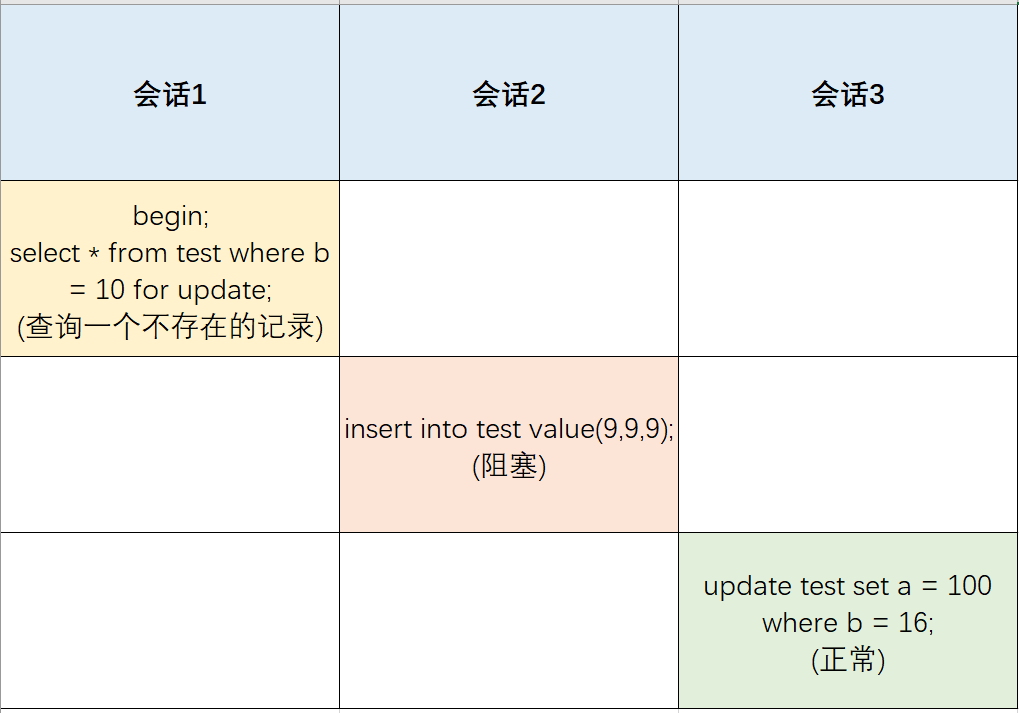 会话1
会话2
会话3
begin;
select * from test where b
= 10 for update;
(查询一个不存在的记录)
insert into test value(9,9,9);
(阻塞)
update test set a = 100
where b = 16;
(正常)